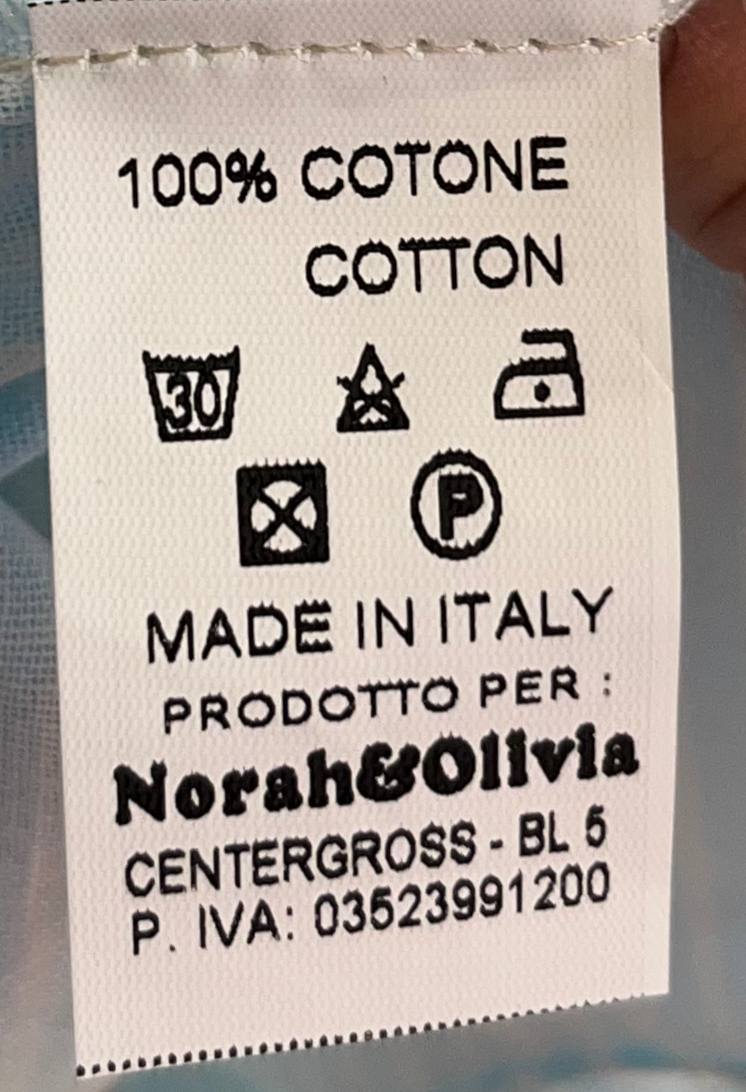 100% COTONE
COTTON
30
P
MADE IN ITALY
PRODOTTO PER :
Norah&Olivia
CENTERGROSS - BL 5
P. IVA: 03523991200